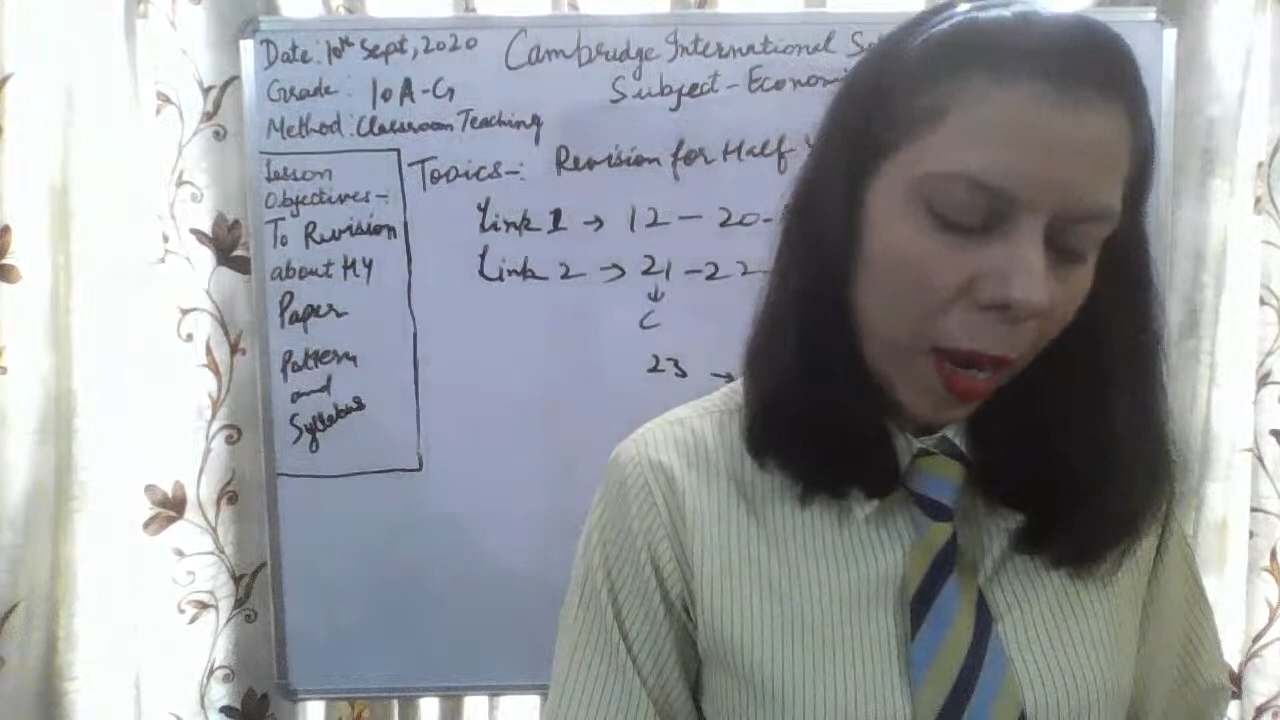 Date: 10th Sept, 2020
Cambridge International
Grade: 10 A-G
Subject - Econom
Method: Classroom Teaching
Topics-: Revision for Half
Lesson
Objectives-
To Revision
about HY
Paper
Pattern
and
Syllabus
Link 1 → 12 - 20-
Link 2 → 21 - 22
↓
C
23 →